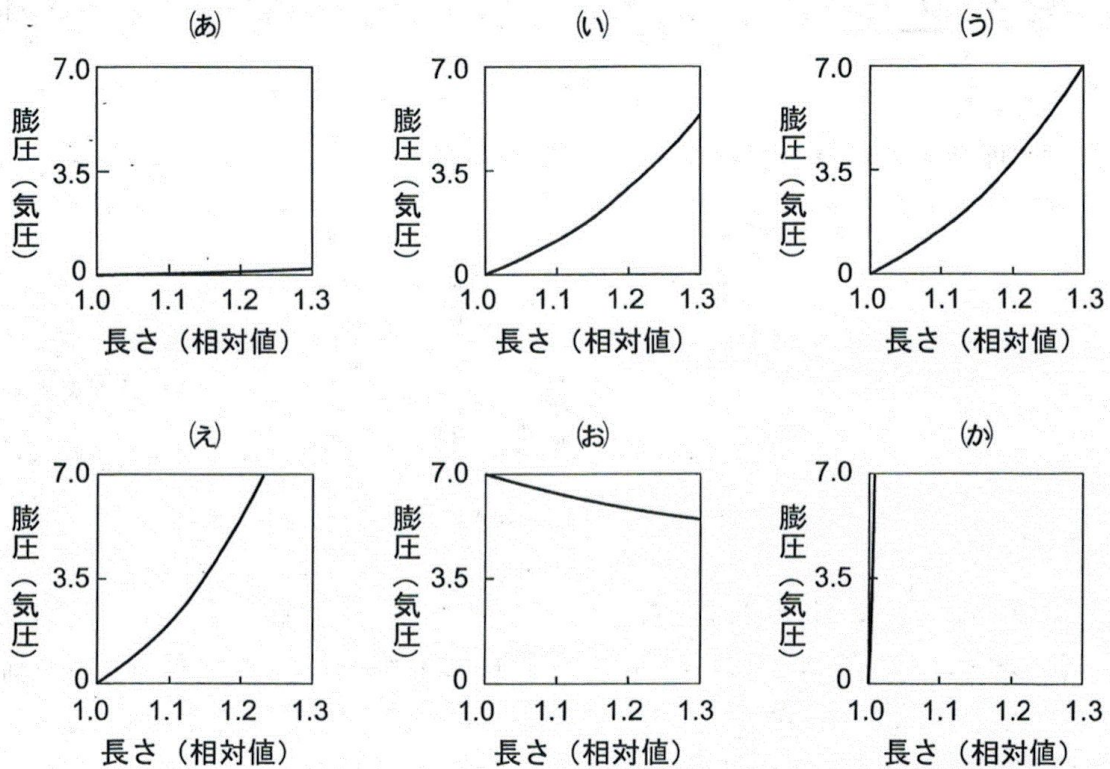 (あ) (い) (う)
7.0 7.0 7.0
膨圧（気圧） 膨圧（気圧） 膨圧（気圧）
3.5 3.5 3.5
0 0 0
1.0 1.1 1.2 1.3 1.0 1.1 1.2 1.3 1.0 1.1 1.2 1.3
長さ（相対値） 長さ（相対値） 長さ（相対値）
(え) (お) (か)
7.0 7.0 7.0
膨圧（気圧） 膨圧（気圧） 膨圧（気圧）
3.5 3.5 3.5
0 0 0
1.0 1.1 1.2 1.3 1.0 1.1 1.2 1.3 1.0 1.1 1.2 1.3
長さ（相対値） 長さ（相対値） 長さ（相対値）